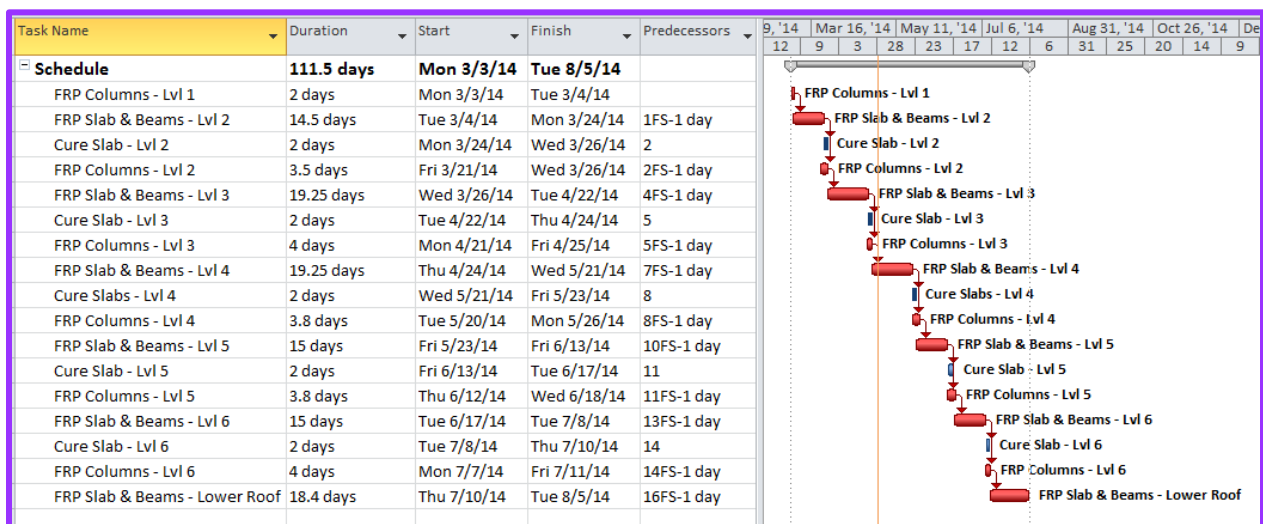 Task Name Duration Start Finish Predecessors 9, '14 Mar 16, '14 May 11, '14 Jul 6, '14 Aug 31, '14 Oct 26, '14 De
12 9 3 28 23 17 12 6 31 25 20 14 9
Schedule 111.5 days Mon 3/3/14 Tue 8/5/14
FRP Columns - Lvl 1 2 days Mon 3/3/14 Tue 3/4/14 FRP Columns - Lvl 1
FRP Slab & Beams - Lvl 2 14.5 days Tue 3/4/14 Mon 3/24/14 1FS-1 day FRP Slab & Beams - Lvl 2
Cure Slab - Lvl 2 2 days Mon 3/24/14 Wed 3/26/14 2 Cure Slab - Lvl 2
FRP Columns - Lvl 2 3.5 days Fri 3/21/14 Wed 3/26/14 2FS-1 day FRP Columns - Lvl 2
FRP Slab & Beams - Lvl 3 19.25 days Wed 3/26/14 Tue 4/22/14 4FS-1 day FRP Slab & Beams - Lvl 3
Cure Slab - Lvl 3 2 days Tue 4/22/14 Thu 4/24/14 5 Cure Slab - Lvl 3
FRP Columns - Lvl 3 4 days Mon 4/21/14 Fri 4/25/14 5FS-1 day FRP Columns - Lvl 3
FRP Slab & Beams - Lvl 4 19.25 days Thu 4/24/14 Wed 5/21/14 7FS-1 day FRP Slab & Beams - Lvl 4
Cure Slabs - Lvl 4 2 days Wed 5/21/14 Fri 5/23/14 8 Cure Slabs - Lvl 4
FRP Columns - Lvl 4 3.8 days Tue 5/20/14 Mon 5/26/14 8FS-1 day FRP Columns - Lvl 4
FRP Slab & Beams - Lvl 5 15 days Fri 5/23/14 Fri 6/13/14 10FS-1 day FRP Slab & Beams - Lvl 5
Cure Slab - Lvl 5 2 days Fri 6/13/14 Tue 6/17/14 11 Cure Slab - Lvl 5
FRP Columns - Lvl 5 3.8 days Thu 6/12/14 Wed 6/18/14 11FS-1 day FRP Columns - Lvl 5
FRP Slab & Beams - Lvl 6 15 days Tue 6/17/14 Tue 7/8/14 13FS-1 day FRP Slab & Beams - Lvl 6
Cure Slab - Lvl 6 2 days Tue 7/8/14 Thu 7/10/14 14 Cure Slab - Lvl 6
FRP Columns - Lvl 6 4 days Mon 7/7/14 Fri 7/11/14 14FS-1 day FRP Columns - Lvl 6
FRP Slab & Beams - Lower Roof 18.4 days Thu 7/10/14 Tue 8/5/14 16FS-1 day FRP Slab & Beams - Lower Roof